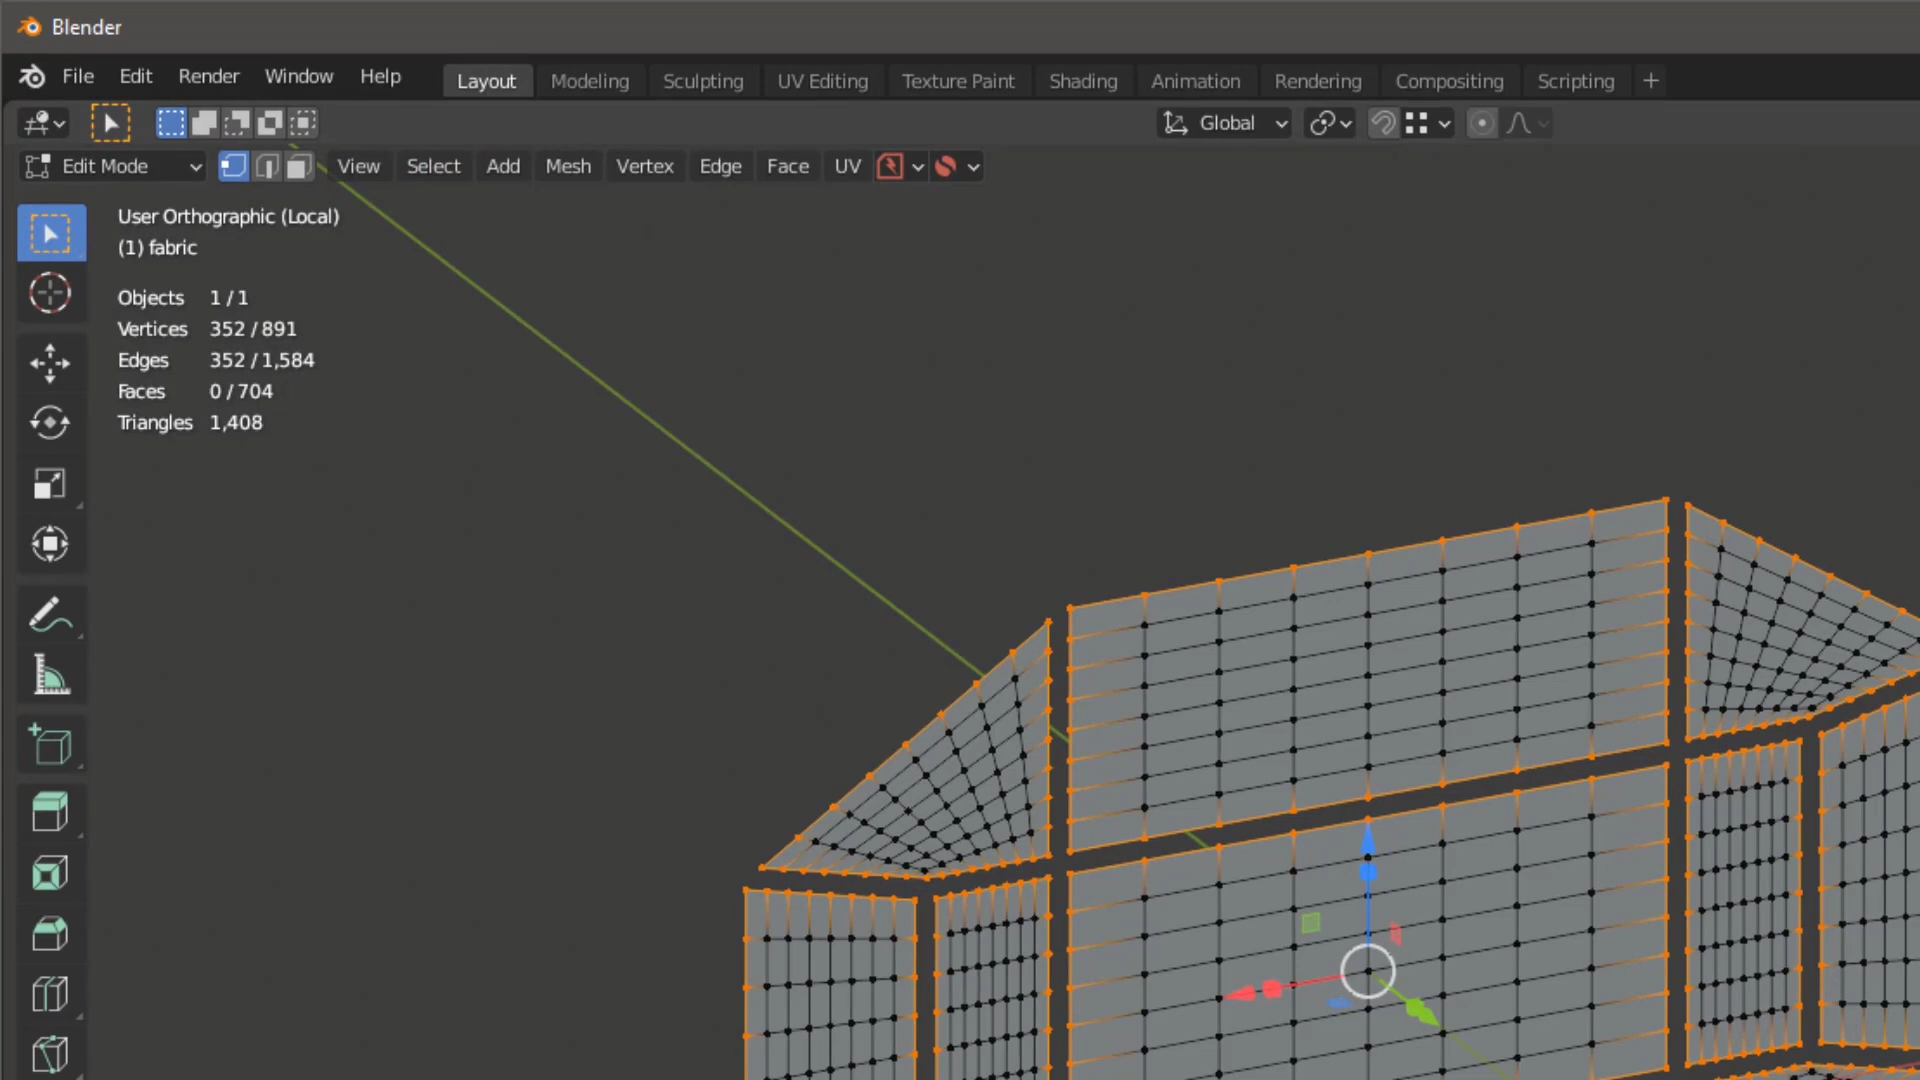 Blender
File Edit Render Window Help Layout Modeling Sculpting UV Editing Texture Paint Shading Animation Rendering Compositing Scripting +
Global
Edit Mode View Select Add Mesh Vertex Edge Face UV
User Orthographic (Local)
(1) fabric
Objects 1 / 1
Vertices 352 / 891
Edges 352 / 1,584
Faces 0 / 704
Triangles 1,408